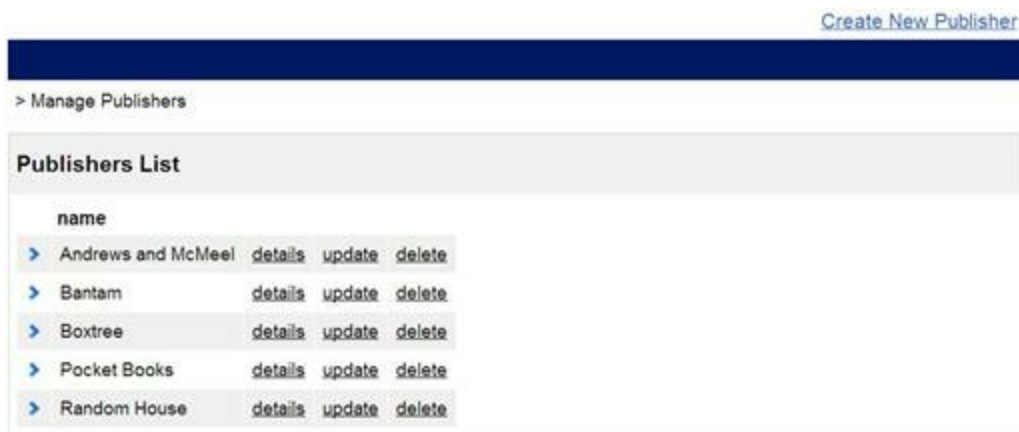 Create New Publisher
> Manage Publishers
Publishers List
name
Andrews and McMeel details update delete
Bantam details update delete
Boxtree details update delete
Pocket Books details update delete
Random House details update delete